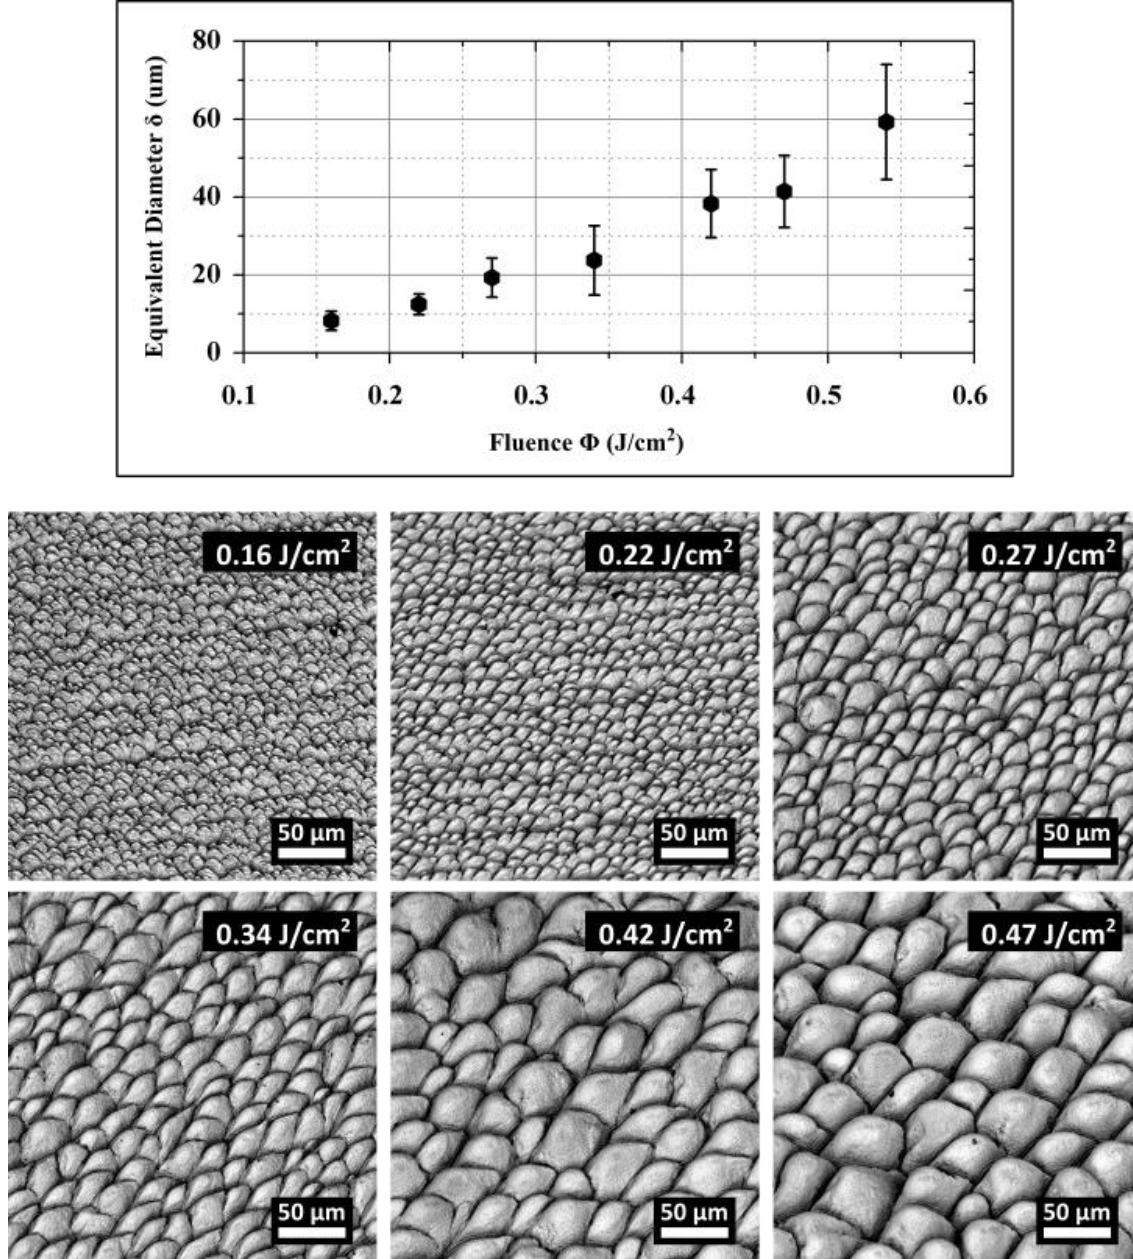 80
60
40
20
0
Equivalent Diameter δ (um)
0.1 0.2 0.3 0.4 0.5 0.6
Fluence Φ (J/cm²)
0.16 J/cm² 0.22 J/cm² 0.27 J/cm²
50 µm 50 µm 50 µm
0.34 J/cm² 0.42 J/cm² 0.47 J/cm²
50 µm 50 µm 50 µm